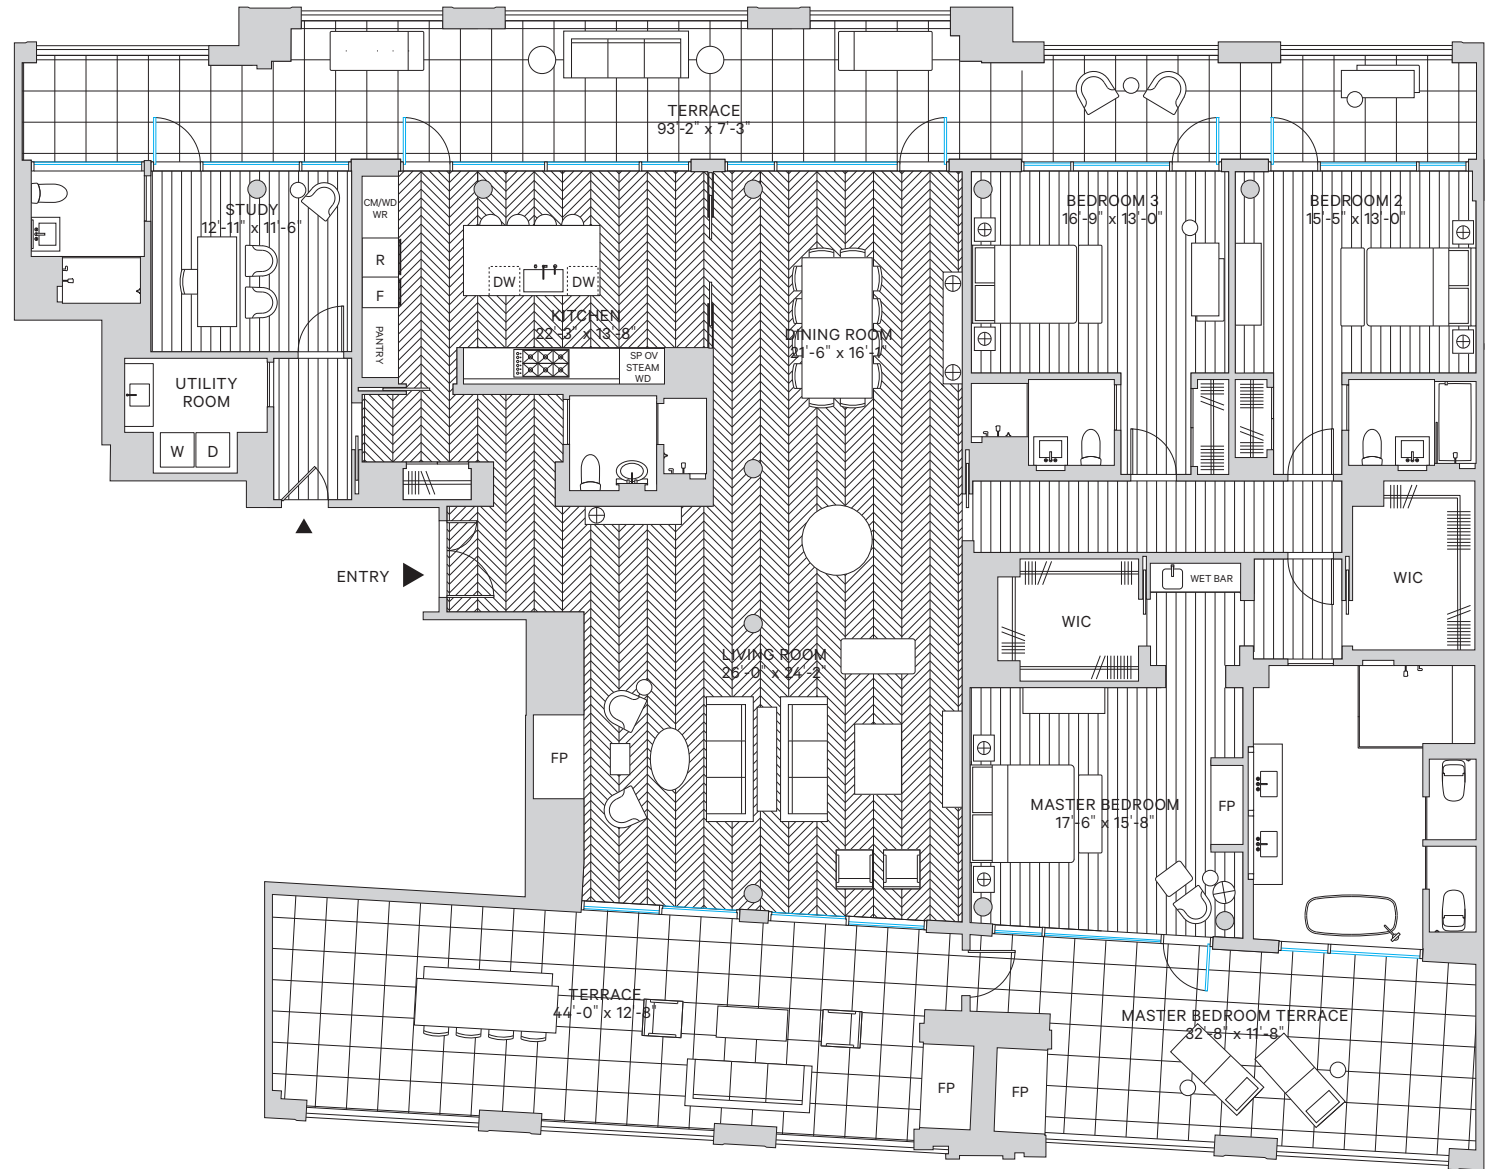 TERRACE
93'-2" x 7'-3"
STUDY
12'-11" x 11'-6"
CM/WD
WR
R
F
PANTRY
DW
DW
KITCHEN
22'-3" x 13'-8"
SP OV
STEAM
WD
DINING ROOM
21'-6" x 16'-1"
BEDROOM 3
16'-9" x 13'-0"
BEDROOM 2
15'-5" x 13'-0"
UTILITY
ROOM
W
D
ENTRY
WIC
WET BAR
WIC
LIVING ROOM
26'-0" x 24'-2"
FP
MASTER BEDROOM
17'-6" x 15'-8"
FP
TERRACE
44'-0" x 12'-8"
MASTER BEDROOM TERRACE
32'-8" x 11'-8"
FP
FP